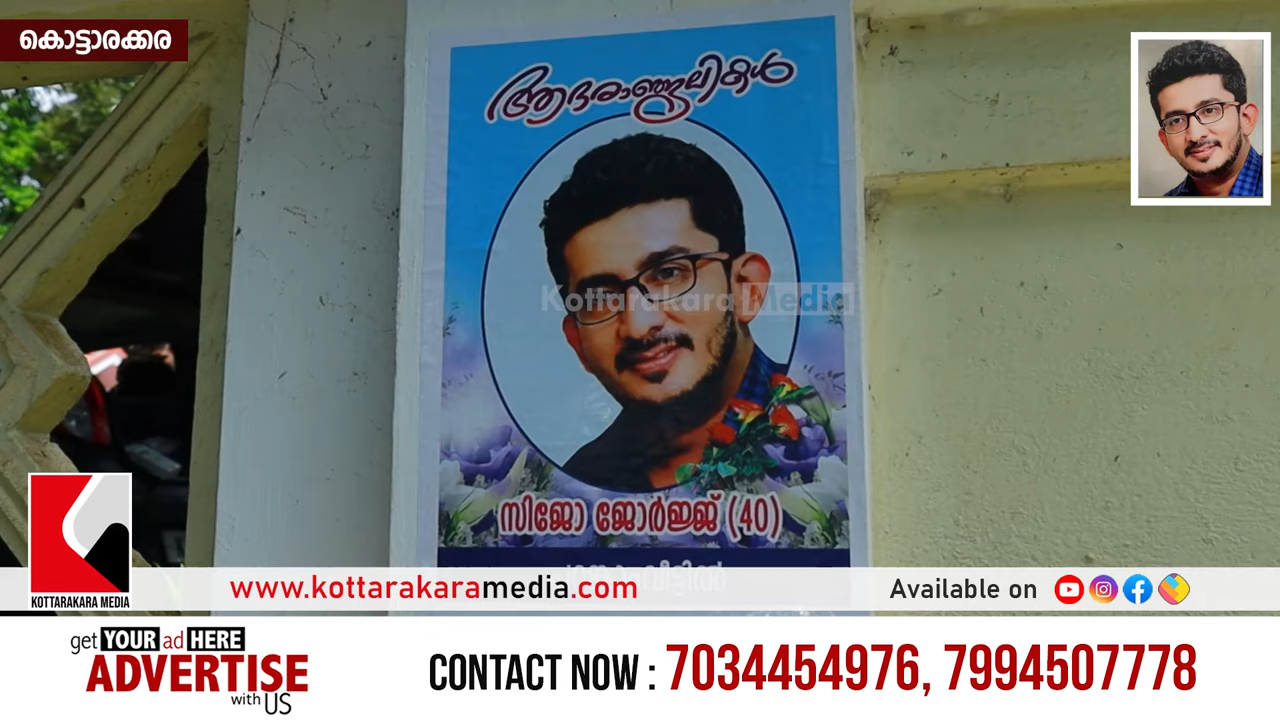 കൊട്ടാരക്കര
ആദരാഞ്ജലികൾ
Kottarakara Media
സിജോ ജോർജ്ജ് (40)
KOTTARAKARA MEDIA
www.kottarakaramedia.com
Available on
get YOUR ad HERE
ADVERTISE
with US
CONTACT NOW : 7034454976, 7994507778